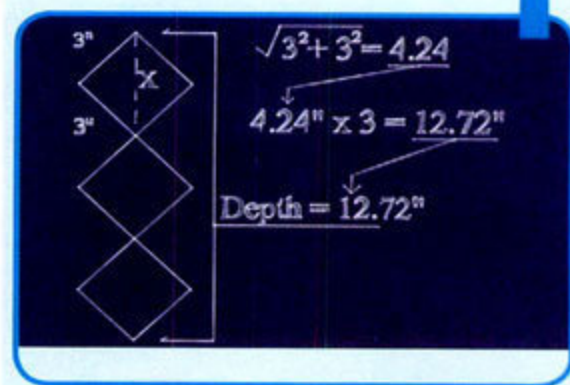 3"
√3²+ 3²= 4.24
X
3"
4.24" x 3 = 12.72"
Depth = 12.72"